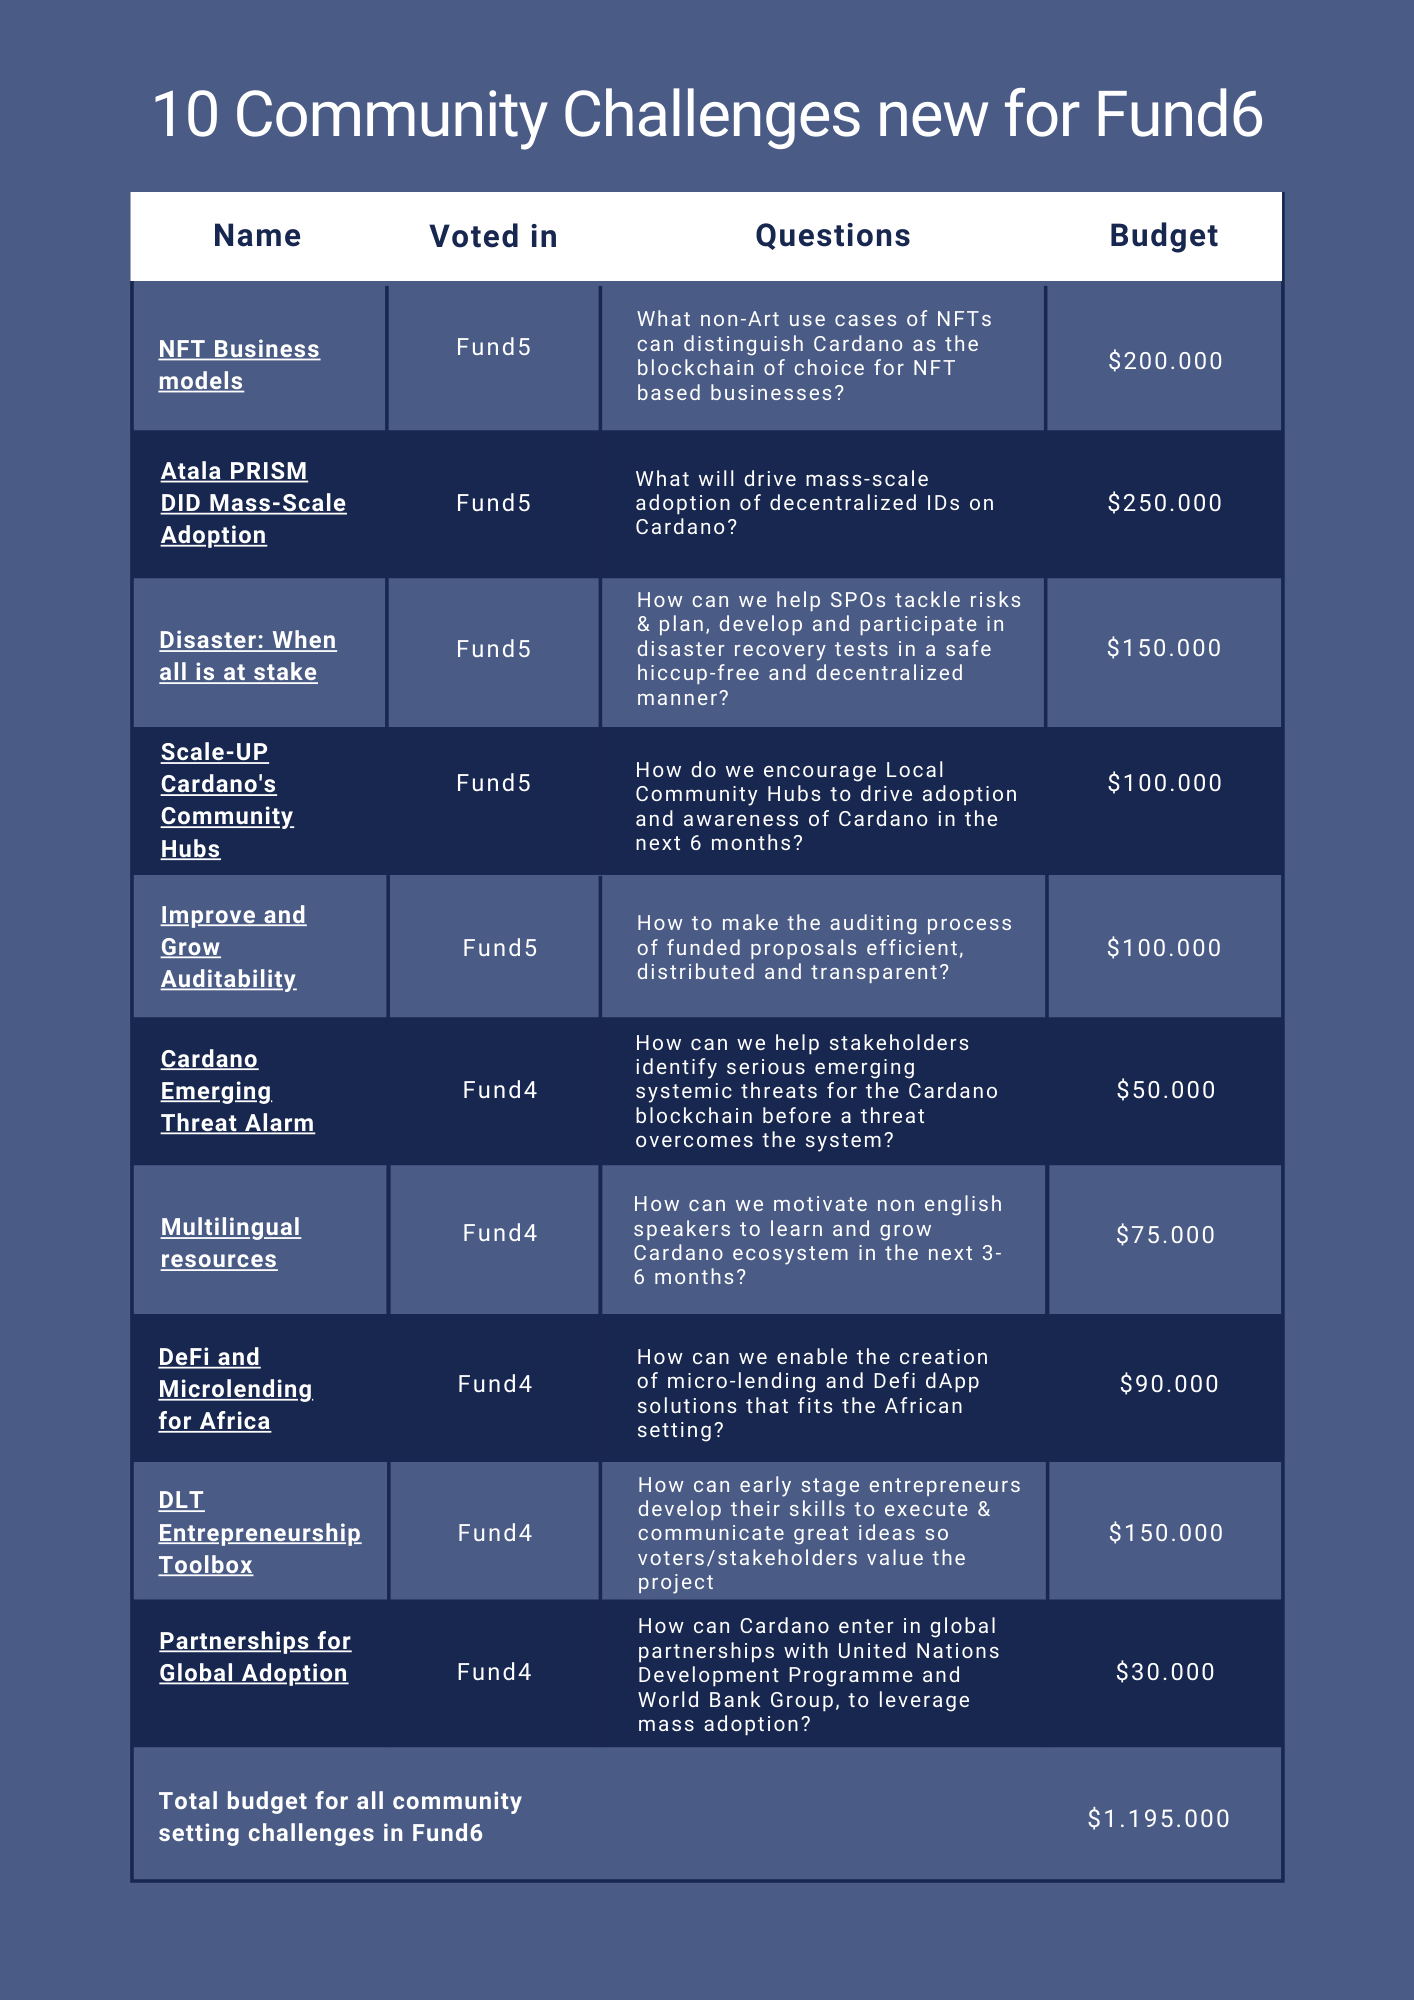 10 Community Challenges new for Fund6
Name
Voted in
Questions
Budget
NFT Business
models
Fund5
What non-Art use cases of NFTs
can distinguish Cardano as the
blockchain of choice for NFT
based businesses?
$200.000
Atala PRISM
DID Mass-Scale
Adoption
Fund5
What will drive mass-scale
adoption of decentralized IDs on
Cardano?
$250.000
Disaster: When
all is at stake
Fund5
How can we help SPOs tackle risks
& plan, develop and participate in
disaster recovery tests in a safe
hiccup-free and decentralized
manner?
$150.000
Scale-UP
Cardano's
Community
Hubs
Fund5
How do we encourage Local
Community Hubs to drive adoption
and awareness of Cardano in the
next 6 months?
$100.000
Improve and
Grow
Auditability
Fund5
How to make the auditing process
of funded proposals efficient,
distributed and transparent?
$100.000
Cardano
Emerging
Threat Alarm
Fund4
How can we help stakeholders
identify serious emerging
systemic threats for the Cardano
blockchain before a threat
overcomes the system?
$50.000
Multilingual
resources
Fund4
How can we motivate non english
speakers to learn and grow
Cardano ecosystem in the next 3-
6 months?
$75.000
DeFi and
Microlending
for Africa
Fund4
How can we enable the creation
of micro-lending and Defi dApp
solutions that fits the African
setting?
$90.000
DLT
Entrepreneurship
Toolbox
Fund4
How can early stage entrepreneurs
develop their skills to execute &
communicate great ideas so
voters/stakeholders value the
project
$150.000
Partnerships for
Global Adoption
Fund4
How can Cardano enter in global
partnerships with United Nations
Development Programme and
World Bank Group, to leverage
mass adoption?
$30.000
Total budget for all community
setting challenges in Fund6
$1.195.000